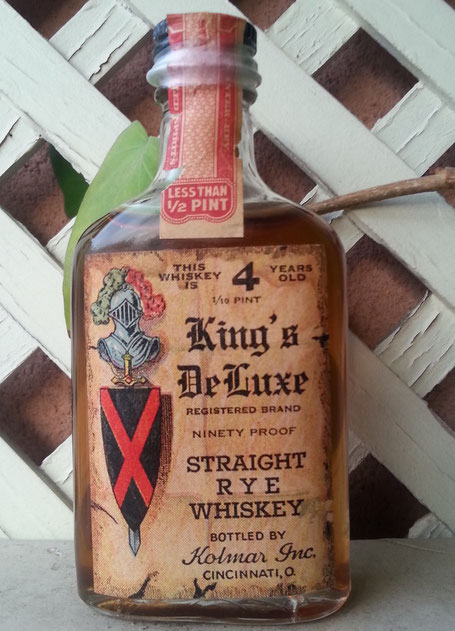 LESS THAN
1/2 PINT
THIS
WHISKEY
IS
4
YEARS
OLD
1/10 PINT
King's
DeLuxe
REGISTERED BRAND
NINETY PROOF
STRAIGHT
RYE
WHISKEY
BOTTLED BY
Kolmar Inc.
CINCINNATI, O.